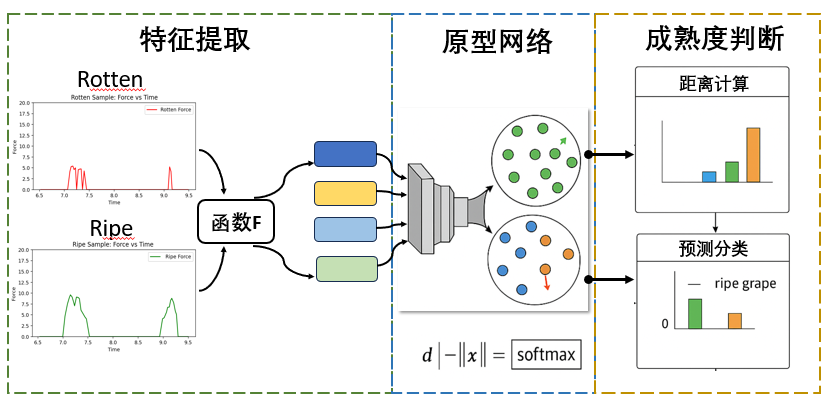 特征提取
Rotten
Rotten Sample: Force vs Time
Rotten Force
20.0
17.5
15.0
12.5
10.0
7.5
5.0
2.5
0.0
Force
6.5 7.0 7.5 8.0 8.5 9.0 9.5
Time
Ripe
Ripe Sample: Force vs Time
Ripe Force
20.0
17.5
15.0
12.5
10.0
7.5
5.0
2.5
0.0
Force
6.5 7.0 7.5 8.0 8.5 9.0 9.5
Time
函数F
原型网络
d |−‖x‖ = softmax
成熟度判断
距离计算
预测分类
ripe grape
0